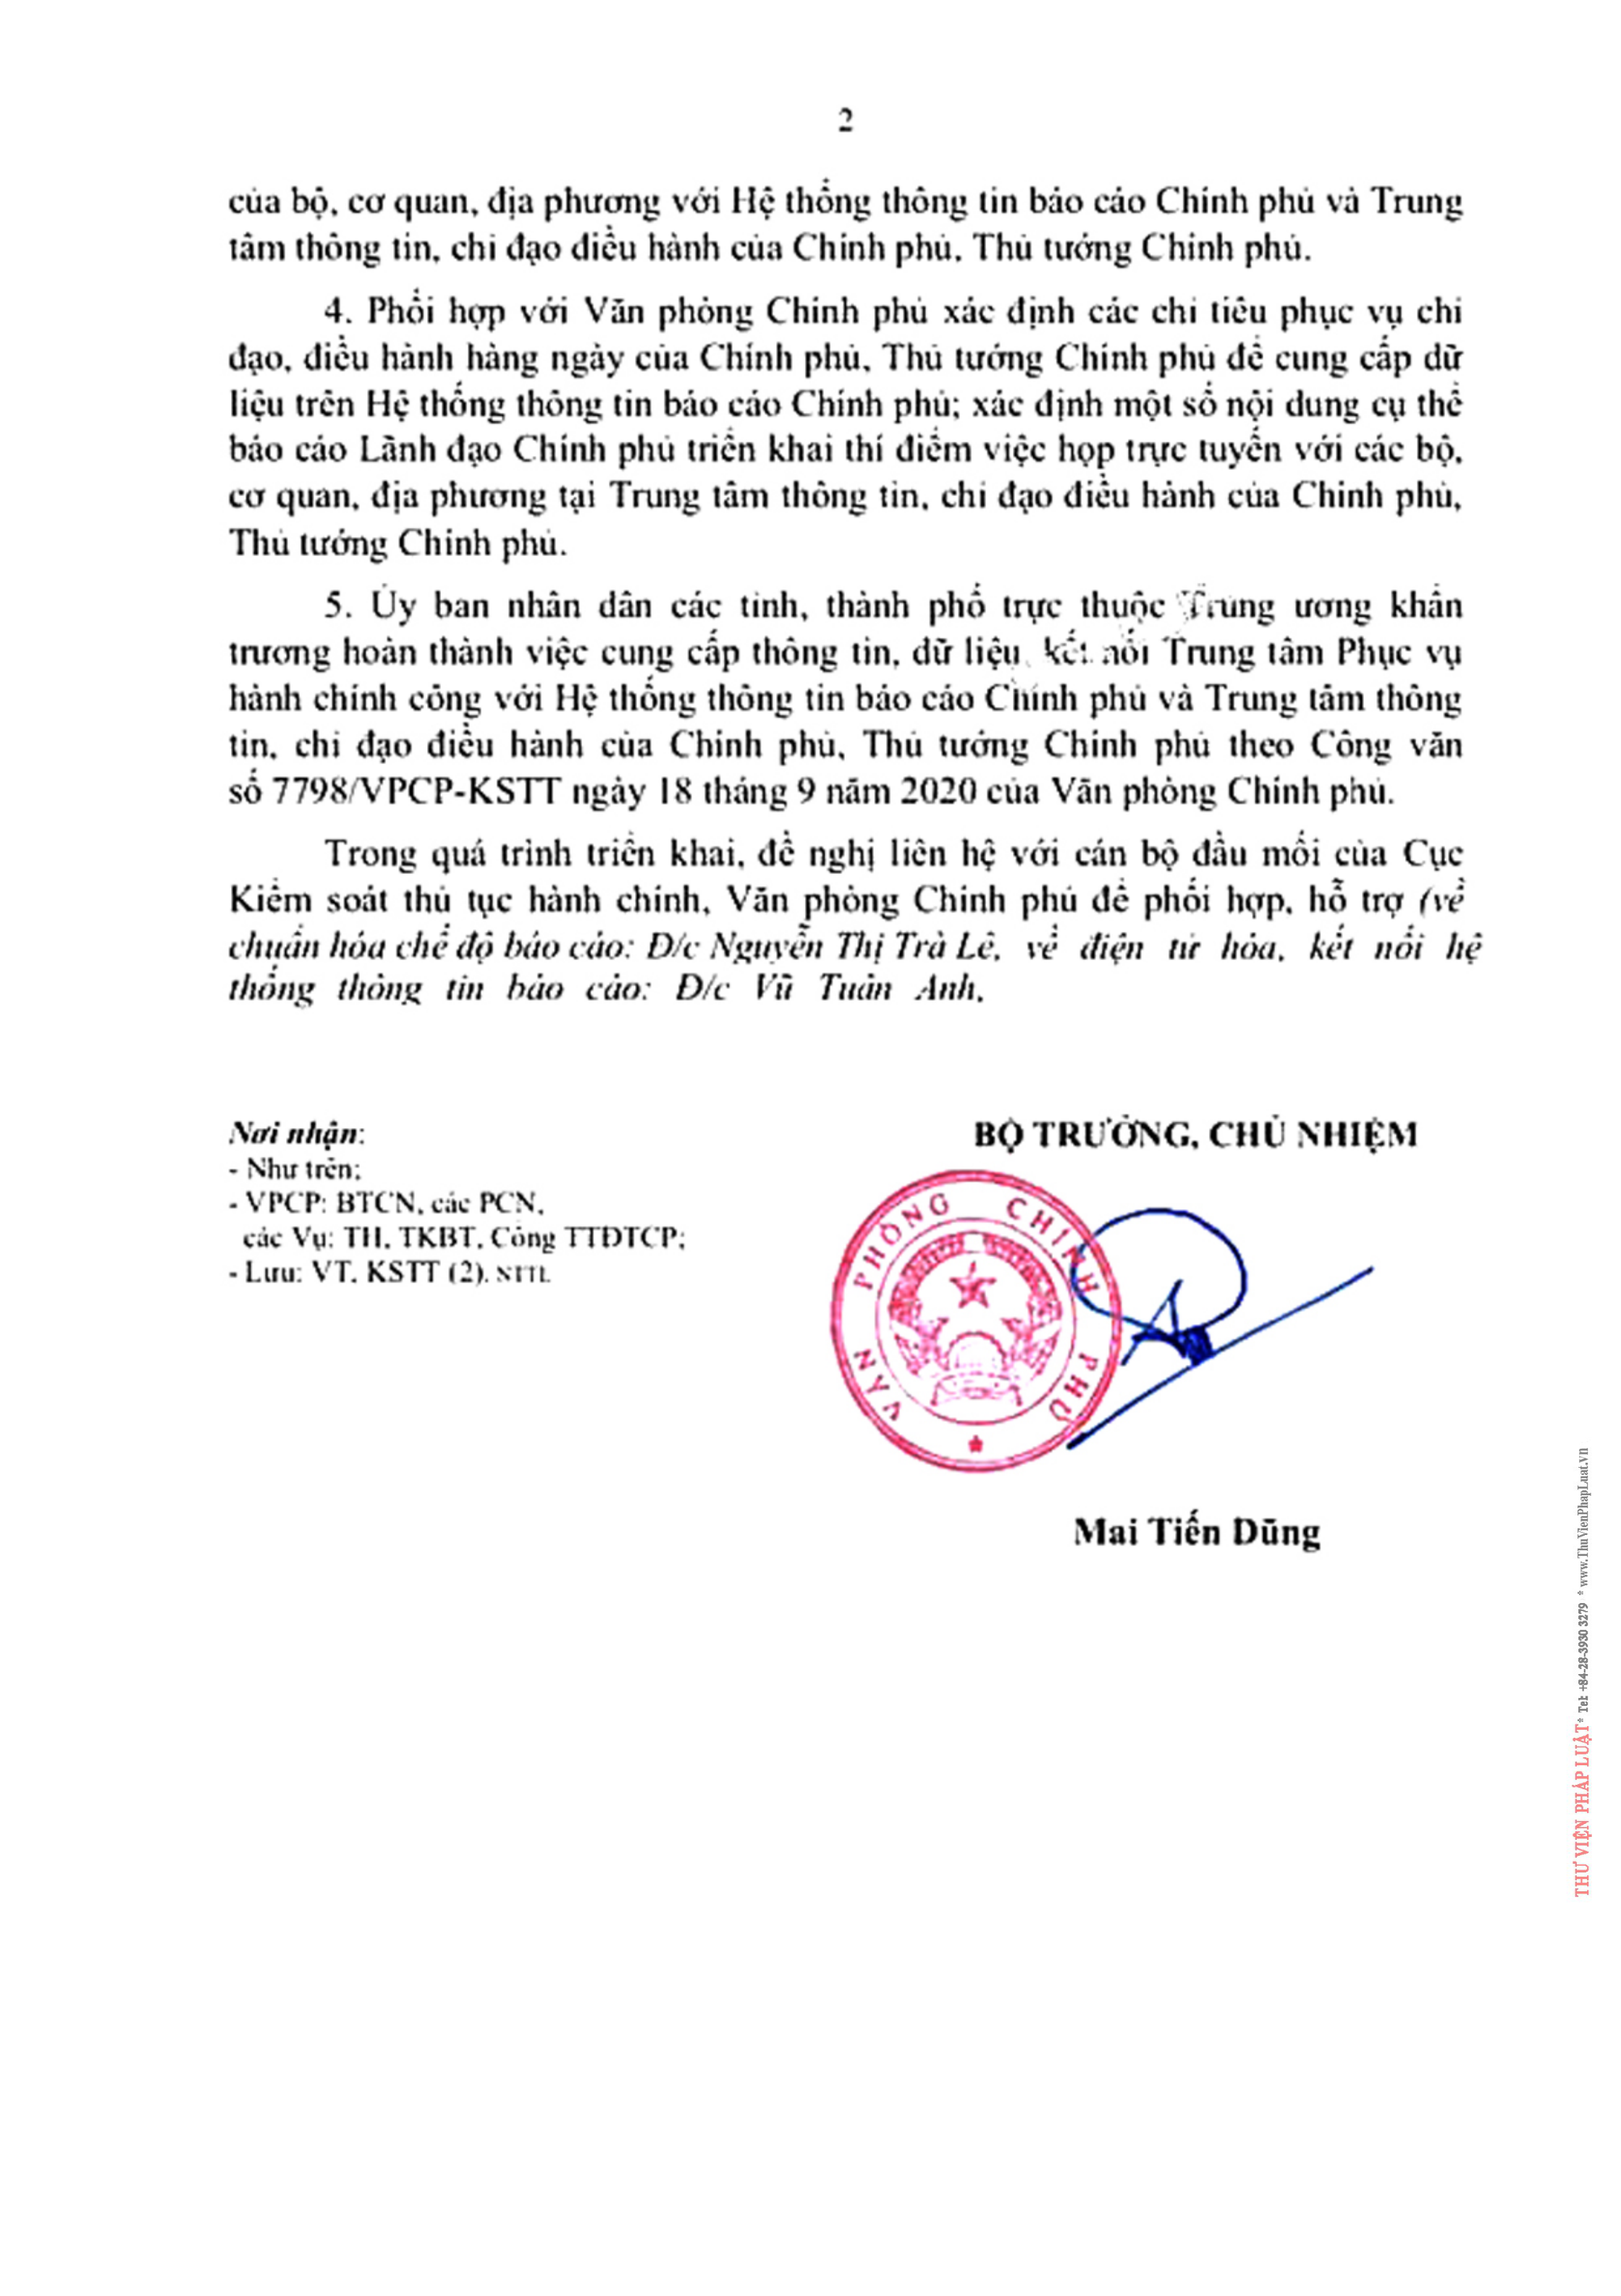 2
của bộ, cơ quan, địa phương với Hệ thống thông tin báo cáo Chính phủ và Trung
tâm thông tin, chỉ đạo điều hành của Chính phủ, Thủ tướng Chính phủ.
4. Phối hợp với Văn phòng Chính phủ xác định các chỉ tiêu phục vụ chỉ
đạo, điều hành hàng ngày của Chính phủ, Thủ tướng Chính phủ để cung cấp dữ
liệu trên Hệ thống thông tin báo cáo Chính phủ; xác định một số nội dung cụ thể
báo cáo Lãnh đạo Chính phủ triển khai thí điểm việc họp trực tuyến với các bộ,
cơ quan, địa phương tại Trung tâm thông tin, chỉ đạo điều hành của Chính phủ,
Thủ tướng Chính phủ.
5. Ủy ban nhân dân các tỉnh, thành phố trực thuộc Trung ương khẩn
trương hoàn thành việc cung cấp thông tin, dữ liệu, kết nối Trung tâm Phục vụ
hành chính công với Hệ thống thông tin báo cáo Chính phủ và Trung tâm thông
tin, chỉ đạo điều hành của Chính phủ, Thủ tướng Chính phủ theo Công văn
số 7798/VPCP-KSTT ngày 18 tháng 9 năm 2020 của Văn phòng Chính phủ.
Trong quá trình triển khai, đề nghị liên hệ với cán bộ đầu mối của Cục
Kiểm soát thủ tục hành chính, Văn phòng Chính phủ để phối hợp, hỗ trợ (về
chuẩn hóa chế độ báo cáo: Đ/c Nguyễn Thị Trà Lê, về điện tử hóa, kết nối hệ
thống thông tin báo cáo: Đ/c Vũ Tuấn Anh.
Nơi nhận:
- Như trên;
- VPCP: BTCN, các PCN,
các Vụ: TH, TKBT, Cổng TTĐTCP;
- Lưu: VT, KSTT (2). NTTL
BỘ TRƯỞNG, CHỦ NHIỆM
VĂN PHÒNG CHÍNH PHỦ
Mai Tiến Dũng
THƯ VIỆN PHÁP LUẬT * Tel: +84-28-3930 3279 * www.ThuVienPhapLuat.vn